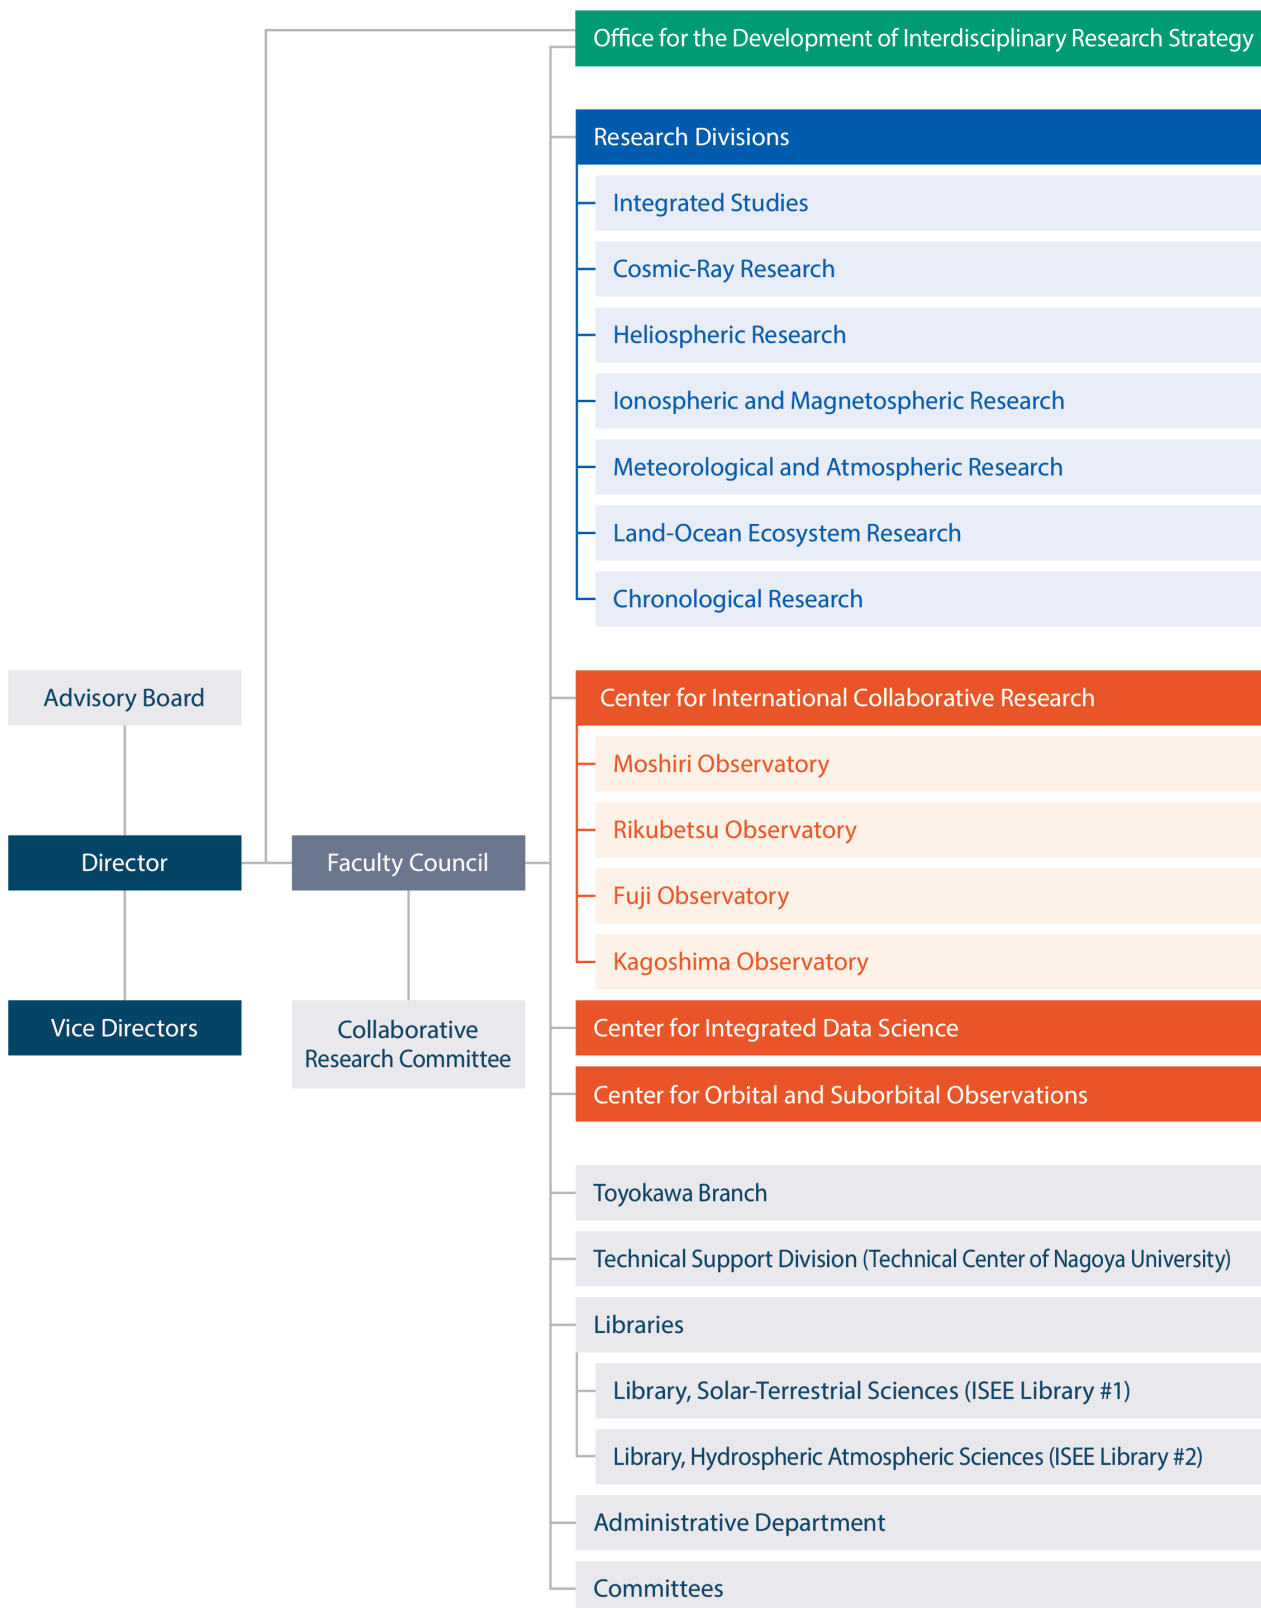 Office for the Development of Interdisciplinary Research Strategy
Research Divisions
Integrated Studies
Cosmic-Ray Research
Heliospheric Research
Ionospheric and Magnetospheric Research
Meteorological and Atmospheric Research
Land-Ocean Ecosystem Research
Chronological Research
Advisory Board
Director
Vice Directors
Faculty Council
Collaborative
Research Committee
Center for International Collaborative Research
Moshiri Observatory
Rikubetsu Observatory
Fuji Observatory
Kagoshima Observatory
Center for Integrated Data Science
Center for Orbital and Suborbital Observations
Toyokawa Branch
Technical Support Division (Technical Center of Nagoya University)
Libraries
Library, Solar-Terrestrial Sciences (ISEE Library #1)
Library, Hydrospheric Atmospheric Sciences (ISEE Library #2)
Administrative Department
Committees